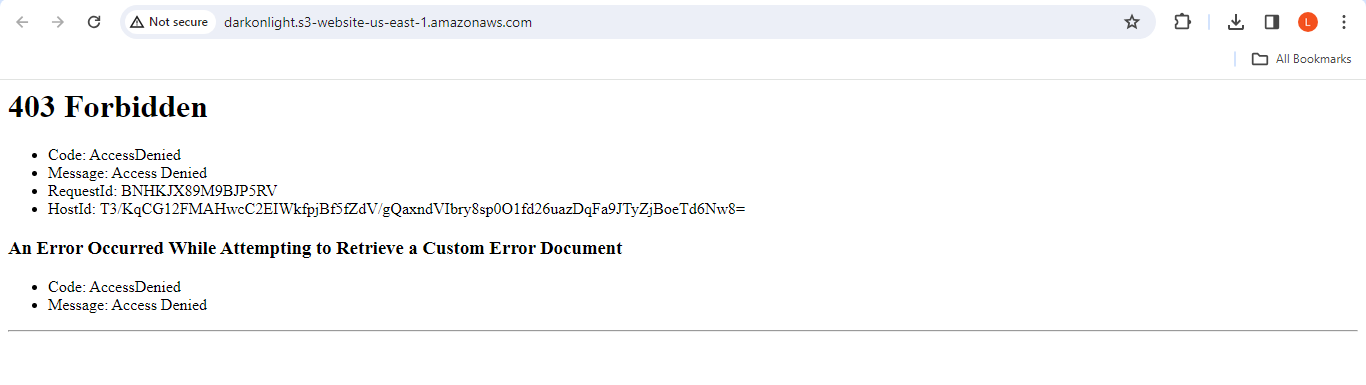 Not secure darkonlight.s3-website-us-east-1.amazonaws.com L
All Bookmarks
403 Forbidden
• Code: AccessDenied
• Message: Access Denied
• RequestId: BNHKJX89M9BJP5RV
• HostId: T3/KqCG12FMAHwcC2EIWkfpjBf5fZdV/gQaxndVIbry8sp0O1fd26uazDqFa9JTyZjBoeTd6Nw8=
An Error Occurred While Attempting to Retrieve a Custom Error Document
• Code: AccessDenied
• Message: Access Denied